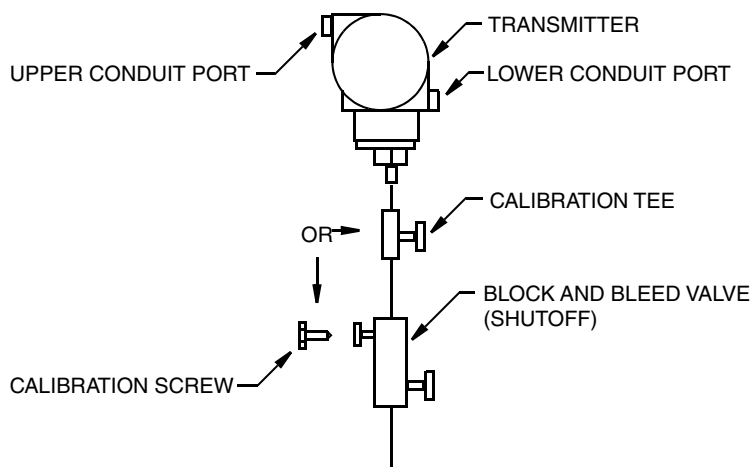 TRANSMITTER
UPPER CONDUIT PORT
LOWER CONDUIT PORT
CALIBRATION TEE
OR
BLOCK AND BLEED VALVE
(SHUTOFF)
CALIBRATION SCREW